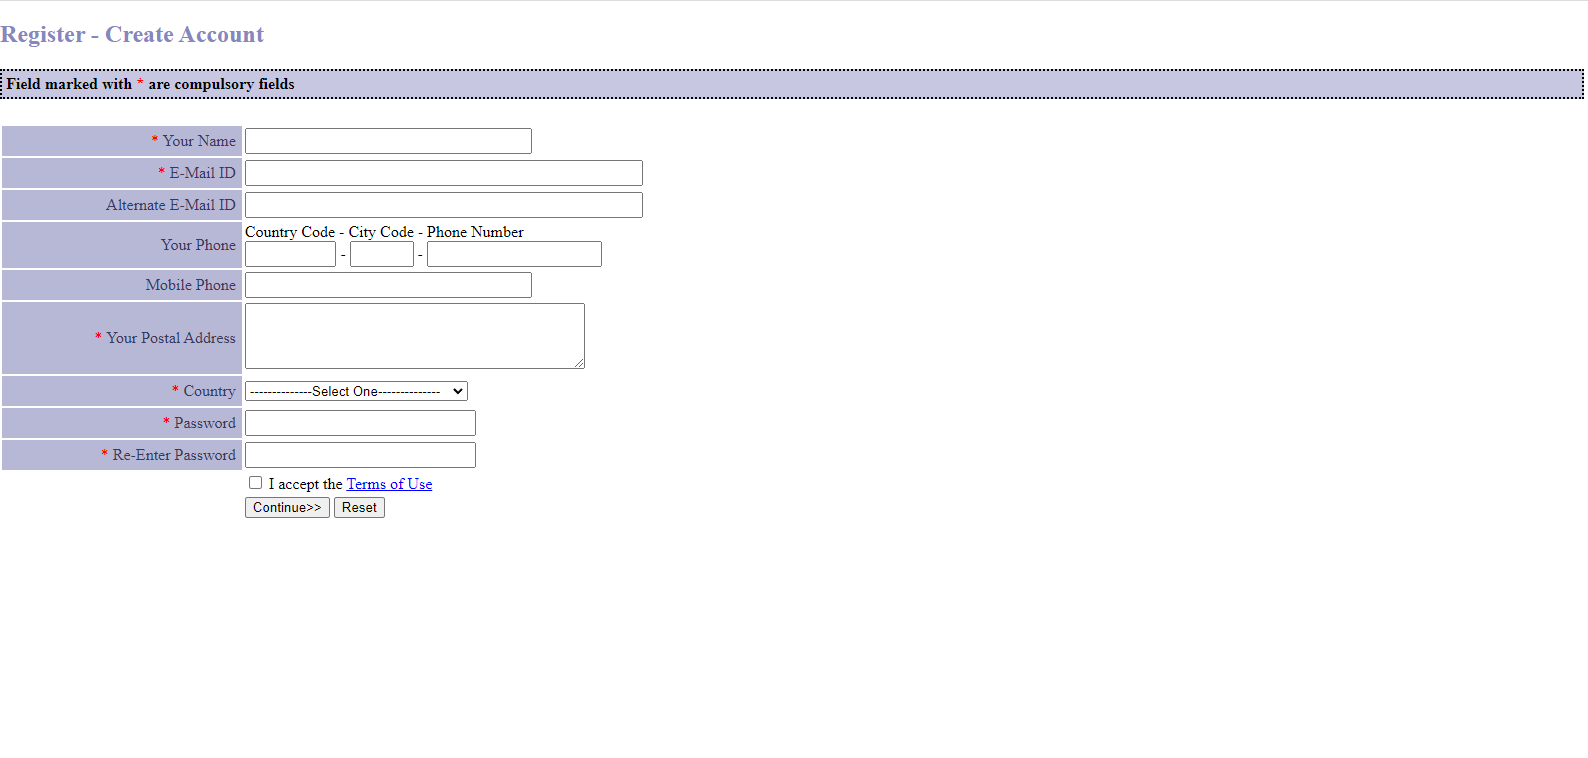 Register - Create Account
Field marked with * are compulsory fields
* Your Name
* E-Mail ID
Alternate E-Mail ID
Your Phone
Country Code - City Code - Phone Number
- -
Mobile Phone
* Your Postal Address
* Country
--------------Select One--------------
* Password
* Re-Enter Password
I accept the Terms of Use
Continue>> Reset